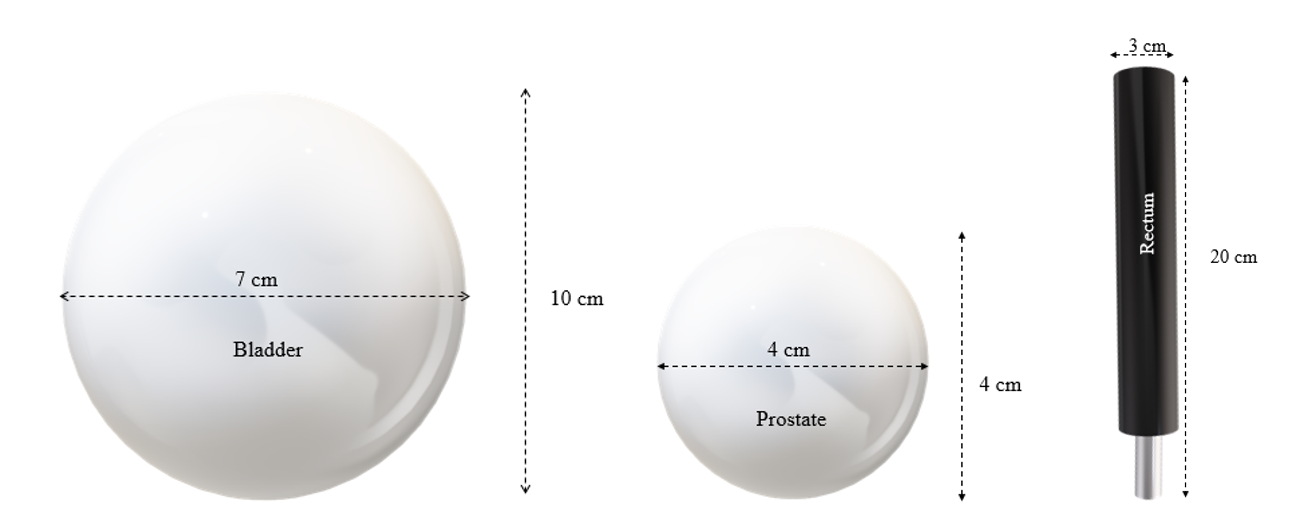 7 cm
Bladder
10 cm
4 cm
Prostate
4 cm
3 cm
Rectum
20 cm